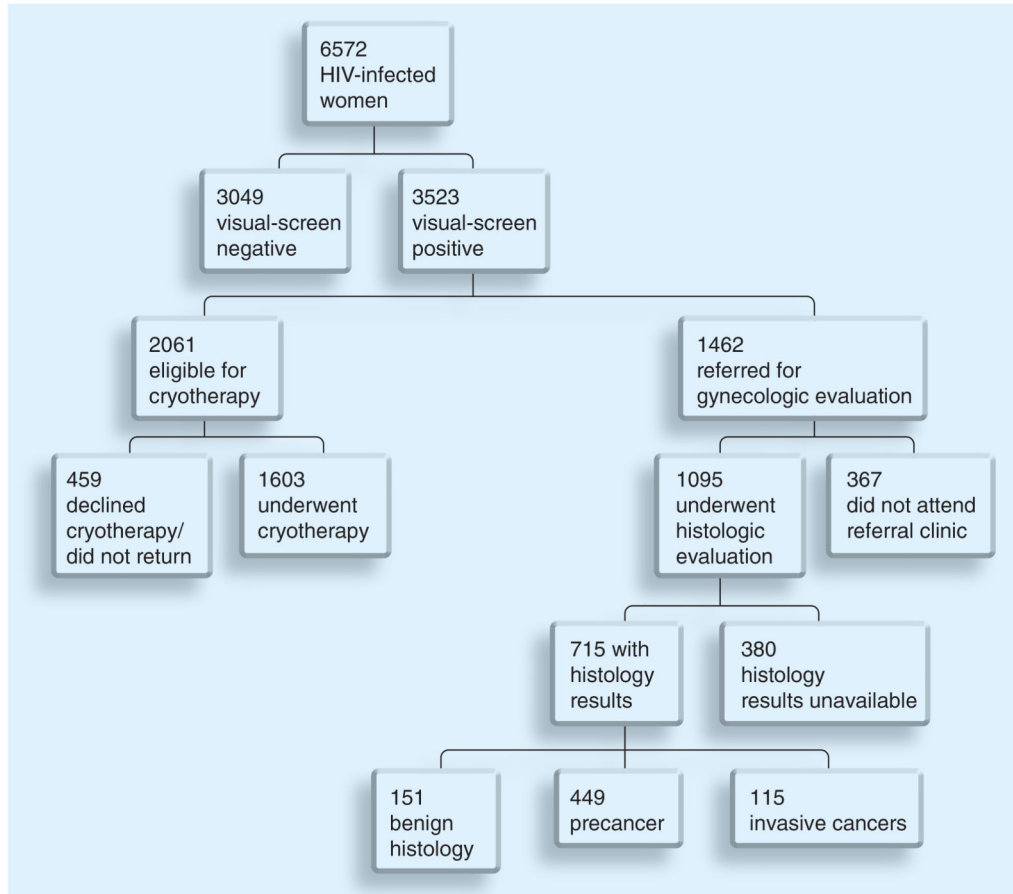 6572
HIV-infected
women
3049
visual-screen
negative
3523
visual-screen
positive
2061
eligible for
cryotherapy
1462
referred for
gynecologic evaluation
459
declined
cryotherapy/
did not return
1603
underwent
cryotherapy
1095
underwent
histologic
evaluation
367
did not attend
referral clinic
715 with
histology
results
380
histology
results unavailable
151
benign
histology
449
precancer
115
invasive cancers